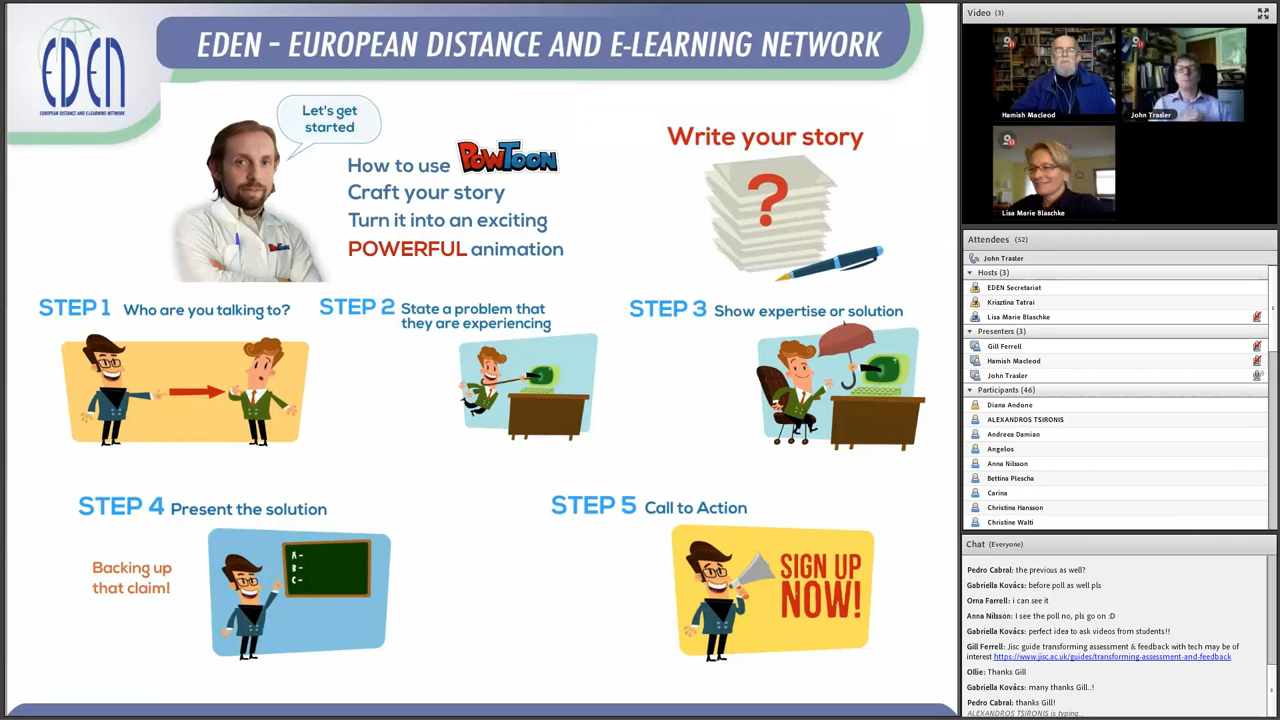 EDEN
EUROPEAN DISTANCE AND E-LEARNING NETWORK
EDEN - EUROPEAN DISTANCE AND E-LEARNING NETWORK
Let's get
started
How to use POWTOON
Craft your story
Turn it into an exciting
POWERFUL animation
Write your story
?
STEP 1 Who are you talking to?
STEP 2 State a problem that
they are experiencing
STEP 3 Show expertise or solution
STEP 4 Present the solution
Backing up
that claim!
A -
B -
C -
STEP 5 Call to Action
SIGN UP
NOW!
Video (3)
Hamish Macleod
John Trasler
Lisa Marie Blaschke
Attendees (52)
John Trasler
Hosts (3)
EDEN Secretariat
Krisztina Tatrai
Lisa Marie Blaschke
Presenters (3)
Gill Ferrell
Hamish Macleod
John Trasler
Participants (46)
Diana Andone
ALEXANDROS TSIRONIS
Andreea Damian
Angelos
Anna Nilsson
Bettina Plescha
Carina
Christina Hansson
Christine Walti
Chat (Everyone)
Pedro Cabral: the previous as well?
Gabriella Kovács: before poll as well pls
Orna Farrell: i can see it
Anna Nilsson: I see the poll no, pls go on :D
Gabriella Kovács: perfect idea to ask videos from students!!
Gill Ferrell: Jisc guide transforming assessment & feedback with tech may be
of interest https://www.jisc.ac.uk/guides/transforming-assessment-and-feedback
Ollie: Thanks Gill
Gabriella Kovács: many thanks Gill..!
Pedro Cabral: thanks Gill!
ALEXANDROS TSIRONIS is typing...